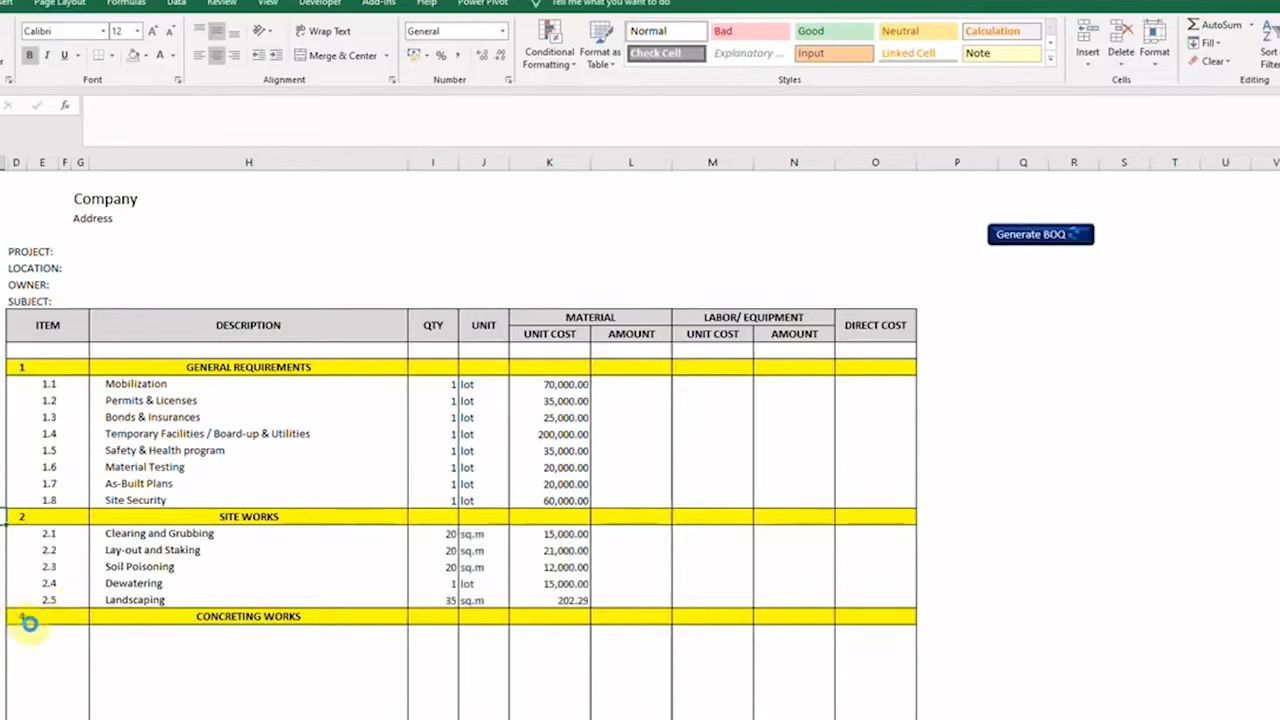 Page Layout Formulas Data Review View Developer Add-ins Help Power Pivot Tell me what you want to do
Calibri 12 A A Wrap Text General Normal Bad Good Neutral Calculation AutoSum
B I U A Merge & Center % , Conditional Formatting Format as Table Check Cell Explanatory ... Input Linked Cell Note Insert Delete Format Fill
Clear
Font Alignment Number Styles Cells Editing
fx
D E F G H I J K L M N O P Q R S T U
Company
Address
Generate BOQ
PROJECT:
LOCATION:
OWNER:
SUBJECT:
ITEM DESCRIPTION QTY UNIT MATERIAL LABOR/ EQUIPMENT DIRECT COST
UNIT COST AMOUNT UNIT COST AMOUNT
1 GENERAL REQUIREMENTS
1.1 Mobilization 1 lot 70,000.00
1.2 Permits & Licenses 1 lot 35,000.00
1.3 Bonds & Insurances 1 lot 25,000.00
1.4 Temporary Facilities / Board-up & Utilities 1 lot 200,000.00
1.5 Safety & Health program 1 lot 35,000.00
1.6 Material Testing 1 lot 20,000.00
1.7 As-Built Plans 1 lot 20,000.00
1.8 Site Security 1 lot 60,000.00
2 SITE WORKS
2.1 Clearing and Grubbing 20 sq.m 15,000.00
2.2 Lay-out and Staking 20 sq.m 21,000.00
2.3 Soil Poisoning 20 sq.m 12,000.00
2.4 Dewatering 1 lot 15,000.00
2.5 Landscaping 35 sq.m 202.29
CONCRETING WORKS